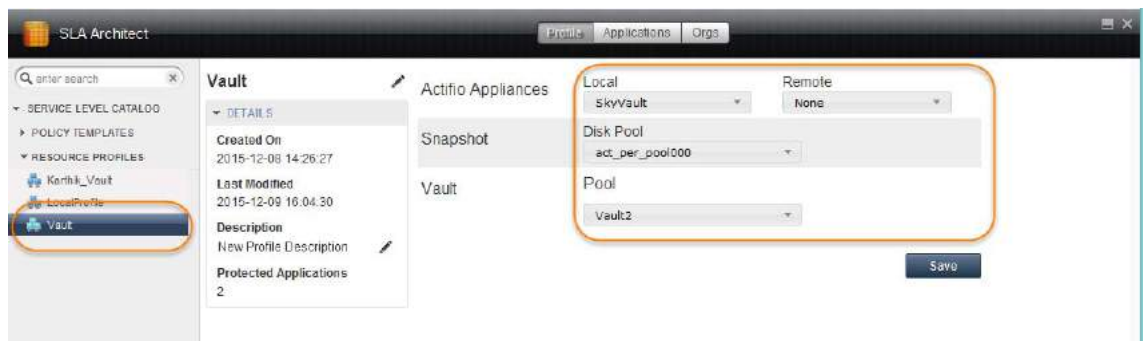 SLA Architect
Profile Applications Orgs
enter search
SERVICE LEVEL CATALOG
POLICY TEMPLATES
RESOURCE PROFILES
Karthik_Vault
LocalProfile
Vault
Vault
DETAILS
Created On
2015-12-08 14:26:27
Last Modified
2015-12-09 16:04:30
Description
New Profile Description
Protected Applications
2
Actifio Appliances
Local Remote
SkyVault None
Snapshot
Disk Pool
act_per_pool000
Vault
Pool
Vault2
Save